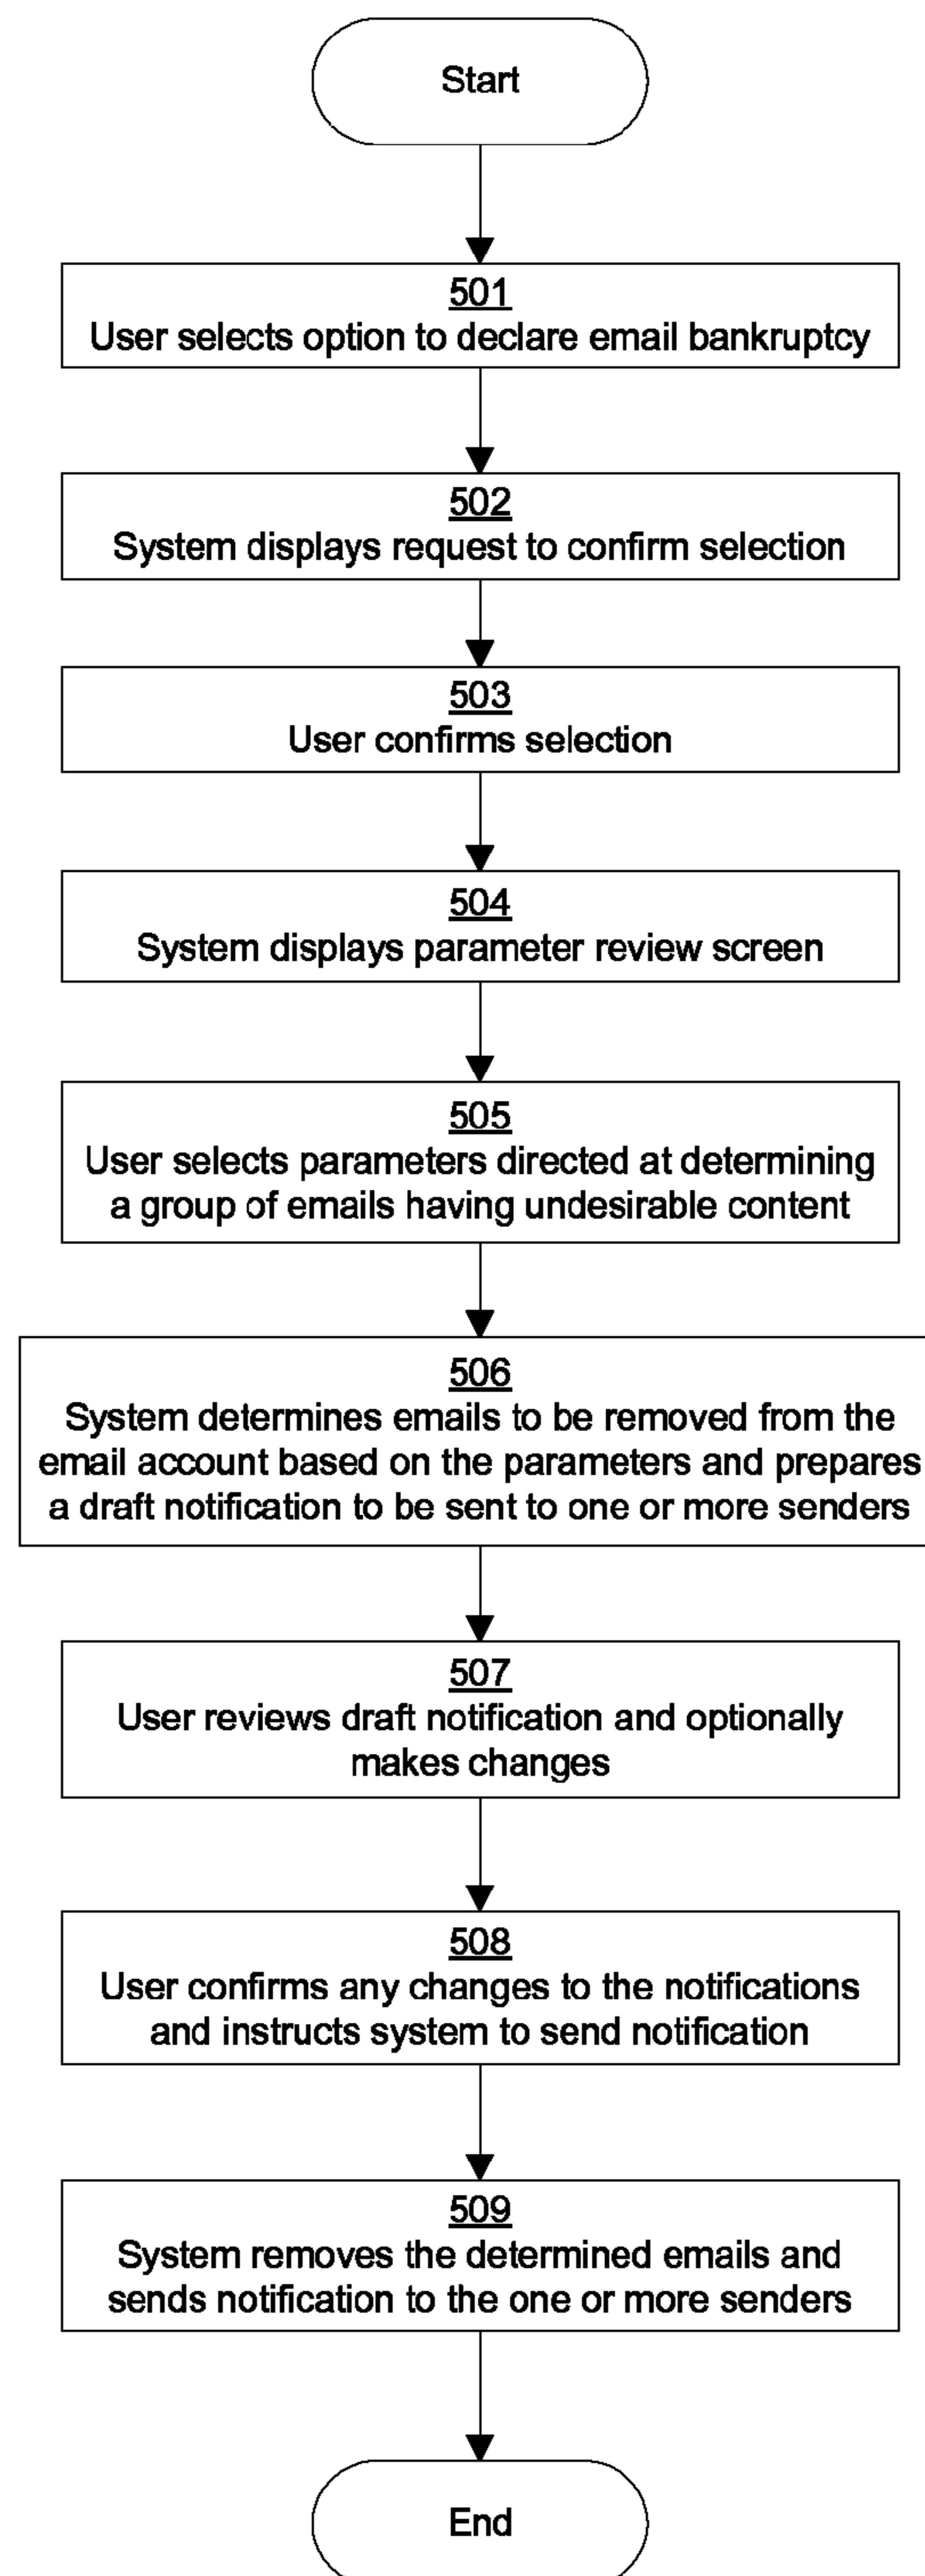 Start
501
User selects option to declare email bankruptcy
502
System displays request to confirm selection
503
User confirms selection
504
System displays parameter review screen
505
User selects parameters directed at determining
a group of emails having undesirable content
506
System determines emails to be removed from the
email account based on the parameters and prepares
a draft notification to be sent to one or more senders
507
User reviews draft notification and optionally
makes changes
508
User confirms any changes to the notifications
and instructs system to send notification
509
System removes the determined emails and
sends notification to the one or more senders
End